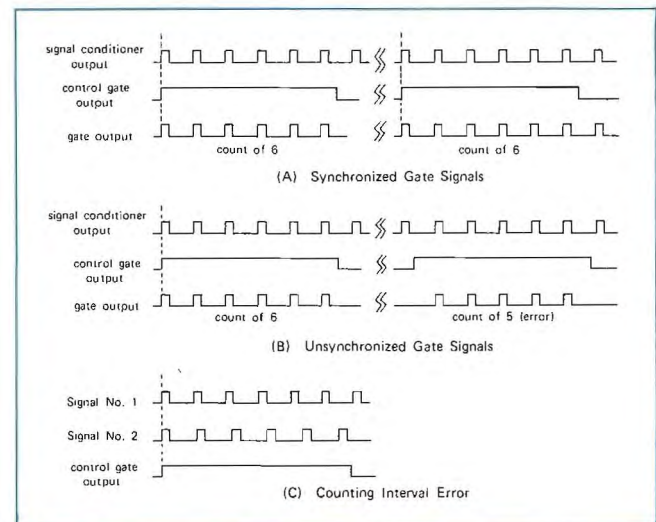 signal conditioner
output
control gate
output
gate output
count of 6
count of 6
(A) Synchronized Gate Signals
signal conditioner
output
control gate
output
gate output
count of 6
count of 5 (error)
(B) Unsynchronized Gate Signals
Signal No. 1
Signal No. 2
control gate
output
(C) Counting Interval Error